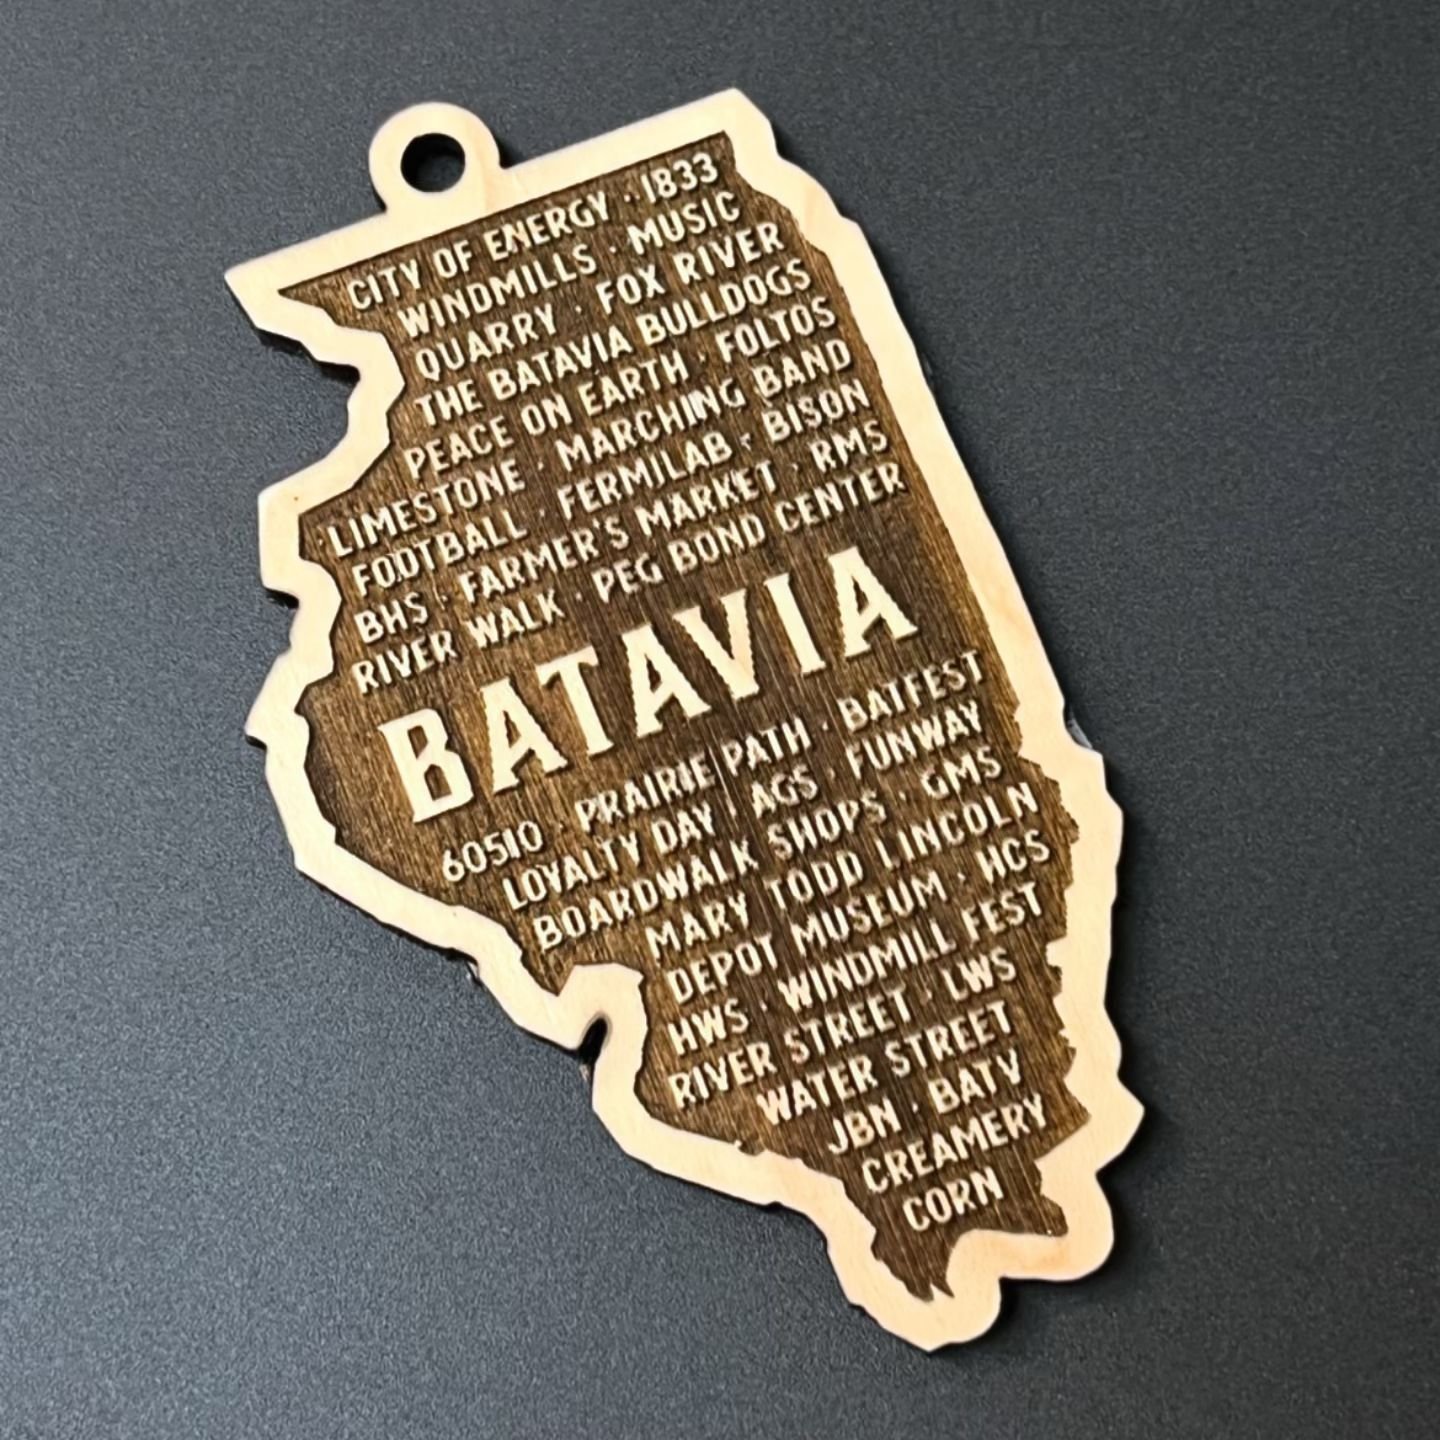 CITY OF ENERGY · 1833
WINDMILLS · MUSIC
QUARRY · FOX RIVER
THE BATAVIA BULLDOGS
PEACE ON EARTH · FOLTOS
LIMESTONE · MARCHING BAND
FOOTBALL · FERMILAB · BISON
BHS · FARMER'S MARKET · RMS
RIVER WALK · PEG BOND CENTER
BATAVIA
60510 · PRAIRIE PATH · BATFEST
LOYALTY DAY · AGS · FUNWAY
BOARDWALK SHOPS · GMS
MARY TODD LINCOLN
DEPOT MUSEUM · HCS
HWS · WINDMILL FEST
RIVER STREET · LWS
WATER STREET
JBN · BATV
CREAMERY
CORN